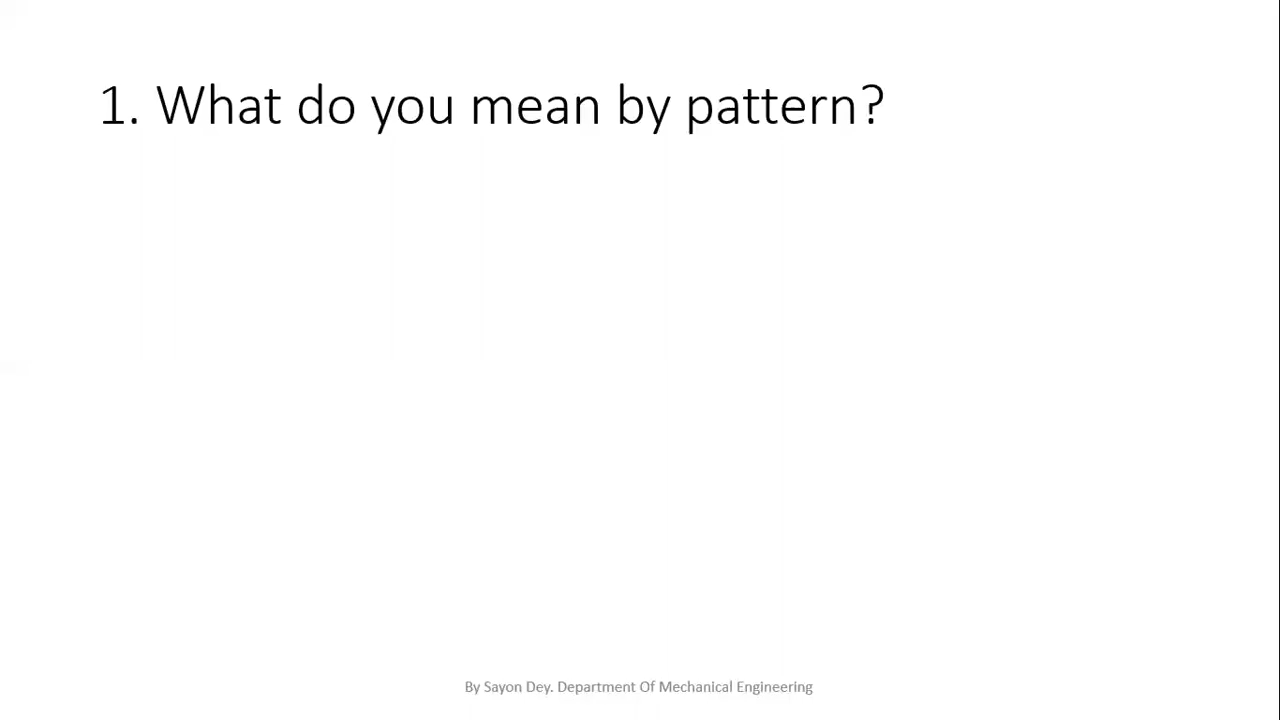 1. What do you mean by pattern?
By Sayon Dey. Department Of Mechanical Engineering